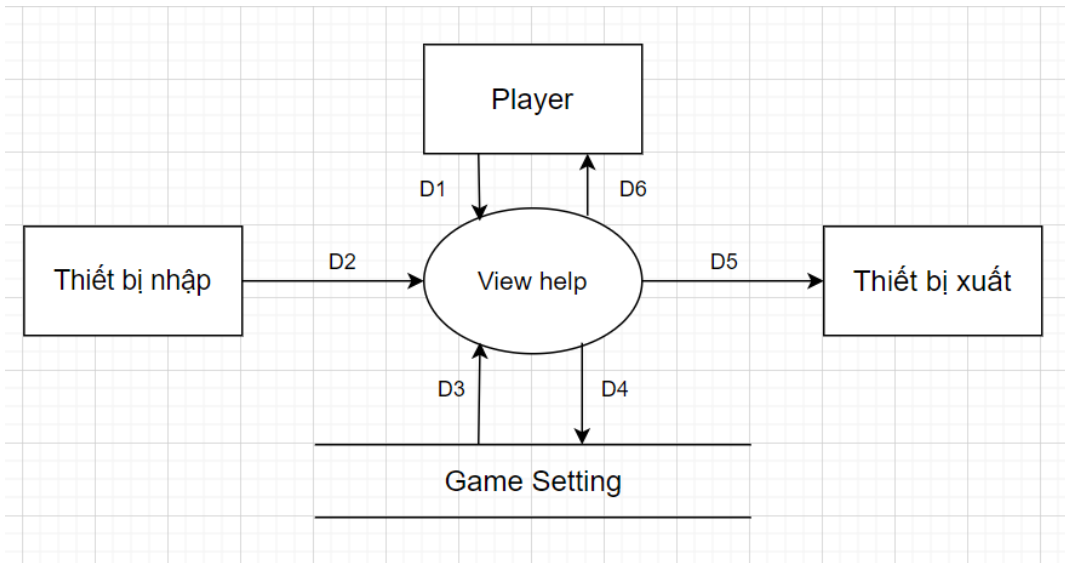 Player
D1
D6
Thiết bị nhập
D2
View help
D5
Thiết bị xuất
D3
D4
Game Setting